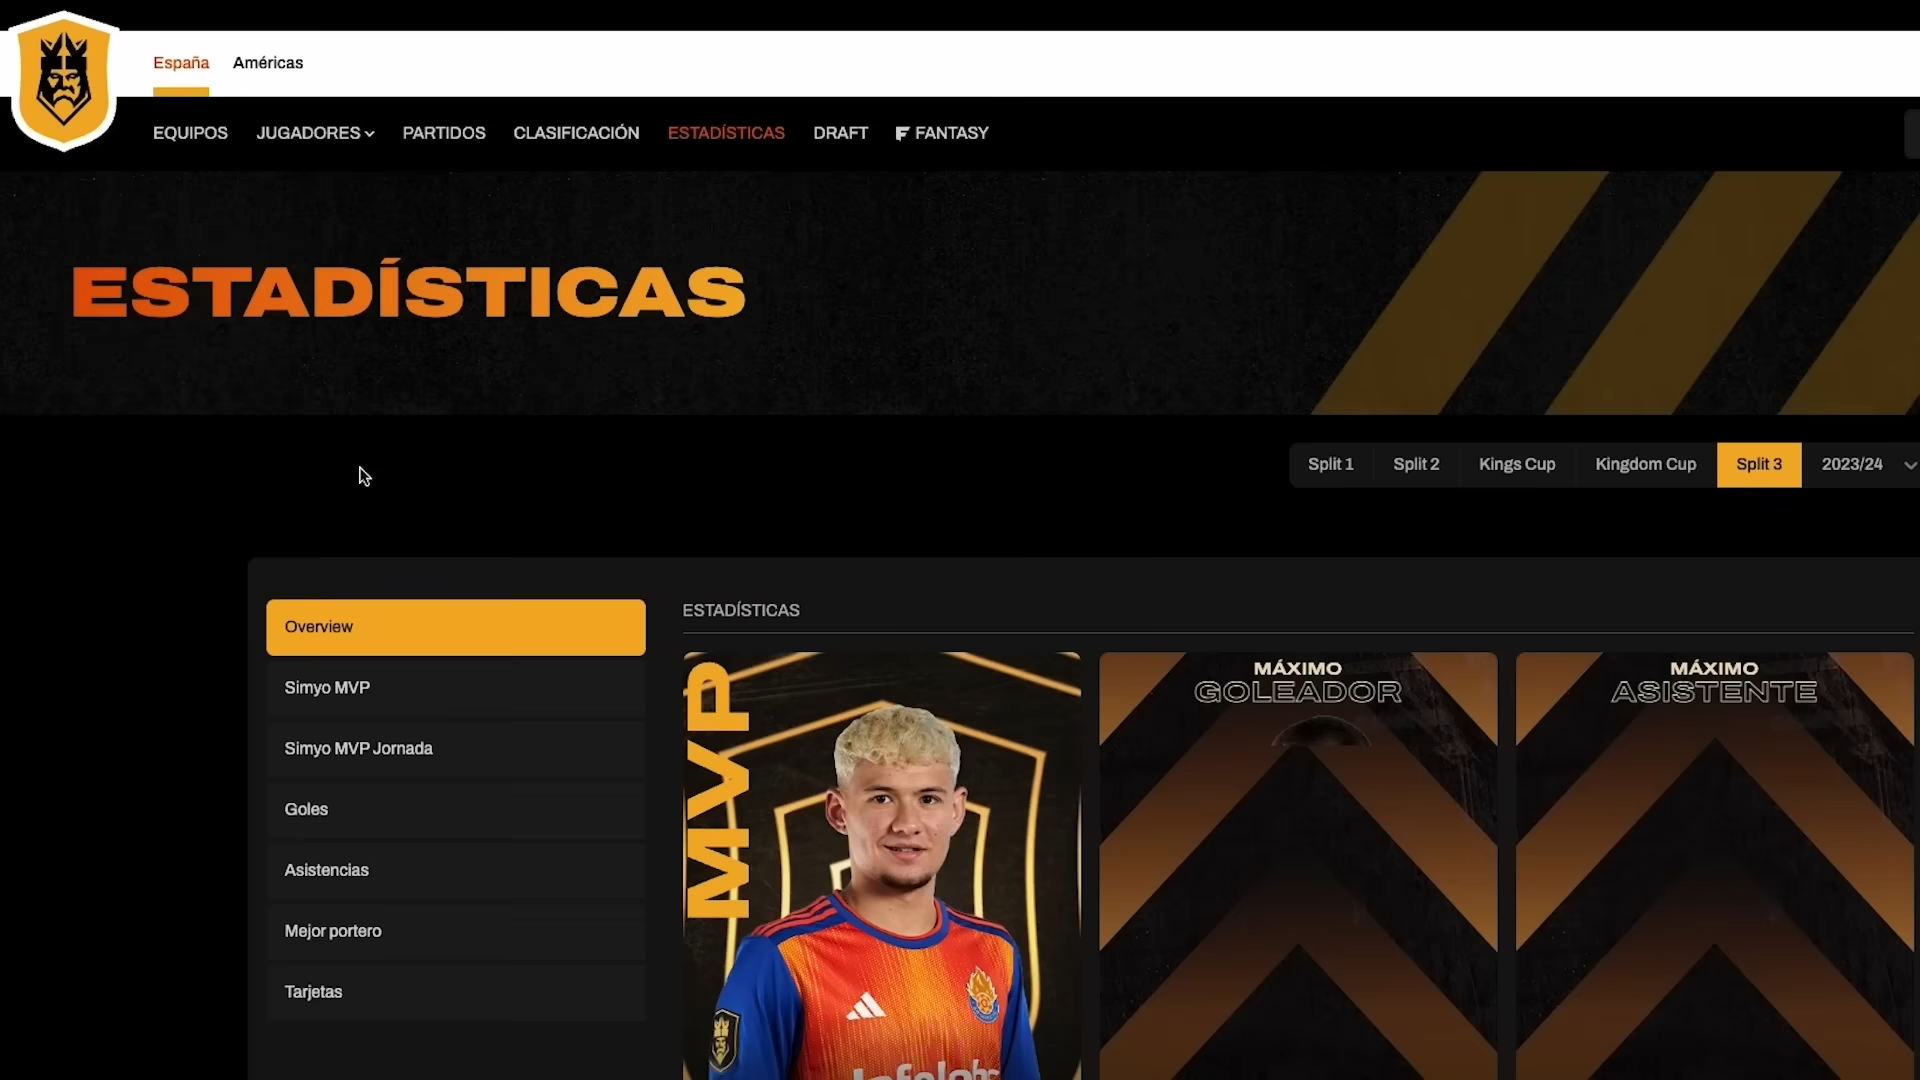 España Américas
EQUIPOS JUGADORES PARTIDOS CLASIFICACIÓN ESTADÍSTICAS DRAFT FANTASY
ESTADÍSTICAS
Split 1 Split 2 Kings Cup Kingdom Cup Split 3 2023/24
Overview
Simyo MVP
Simyo MVP Jornada
Goles
Asistencias
Mejor portero
Tarjetas
ESTADÍSTICAS
MVP
MÁXIMO
GOLEADOR
MÁXIMO
ASISTENTE